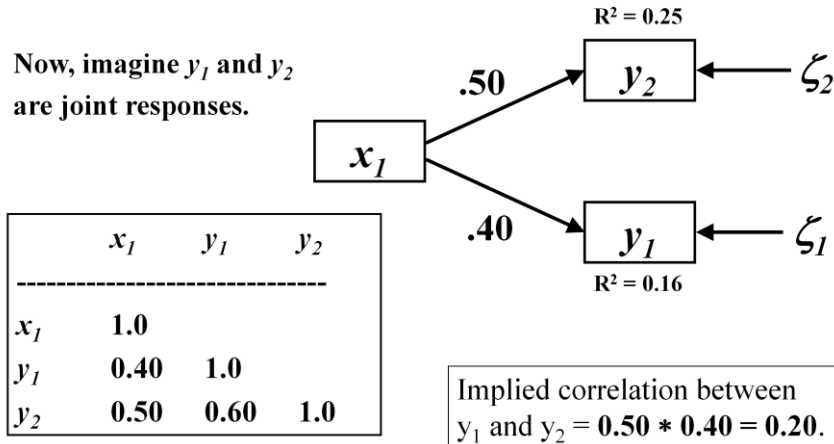 Now, imagine y₁ and y₂
are joint responses.
R² = 0.25
.50
y₂
ζ₂
x₁
.40
y₁
ζ₁
R² = 0.16
x₁ y₁ y₂
--------------------------------
x₁ 1.0
y₁ 0.40 1.0
y₂ 0.50 0.60 1.0
Implied correlation between
y₁ and y₂ = 0.50 * 0.40 = 0.20.